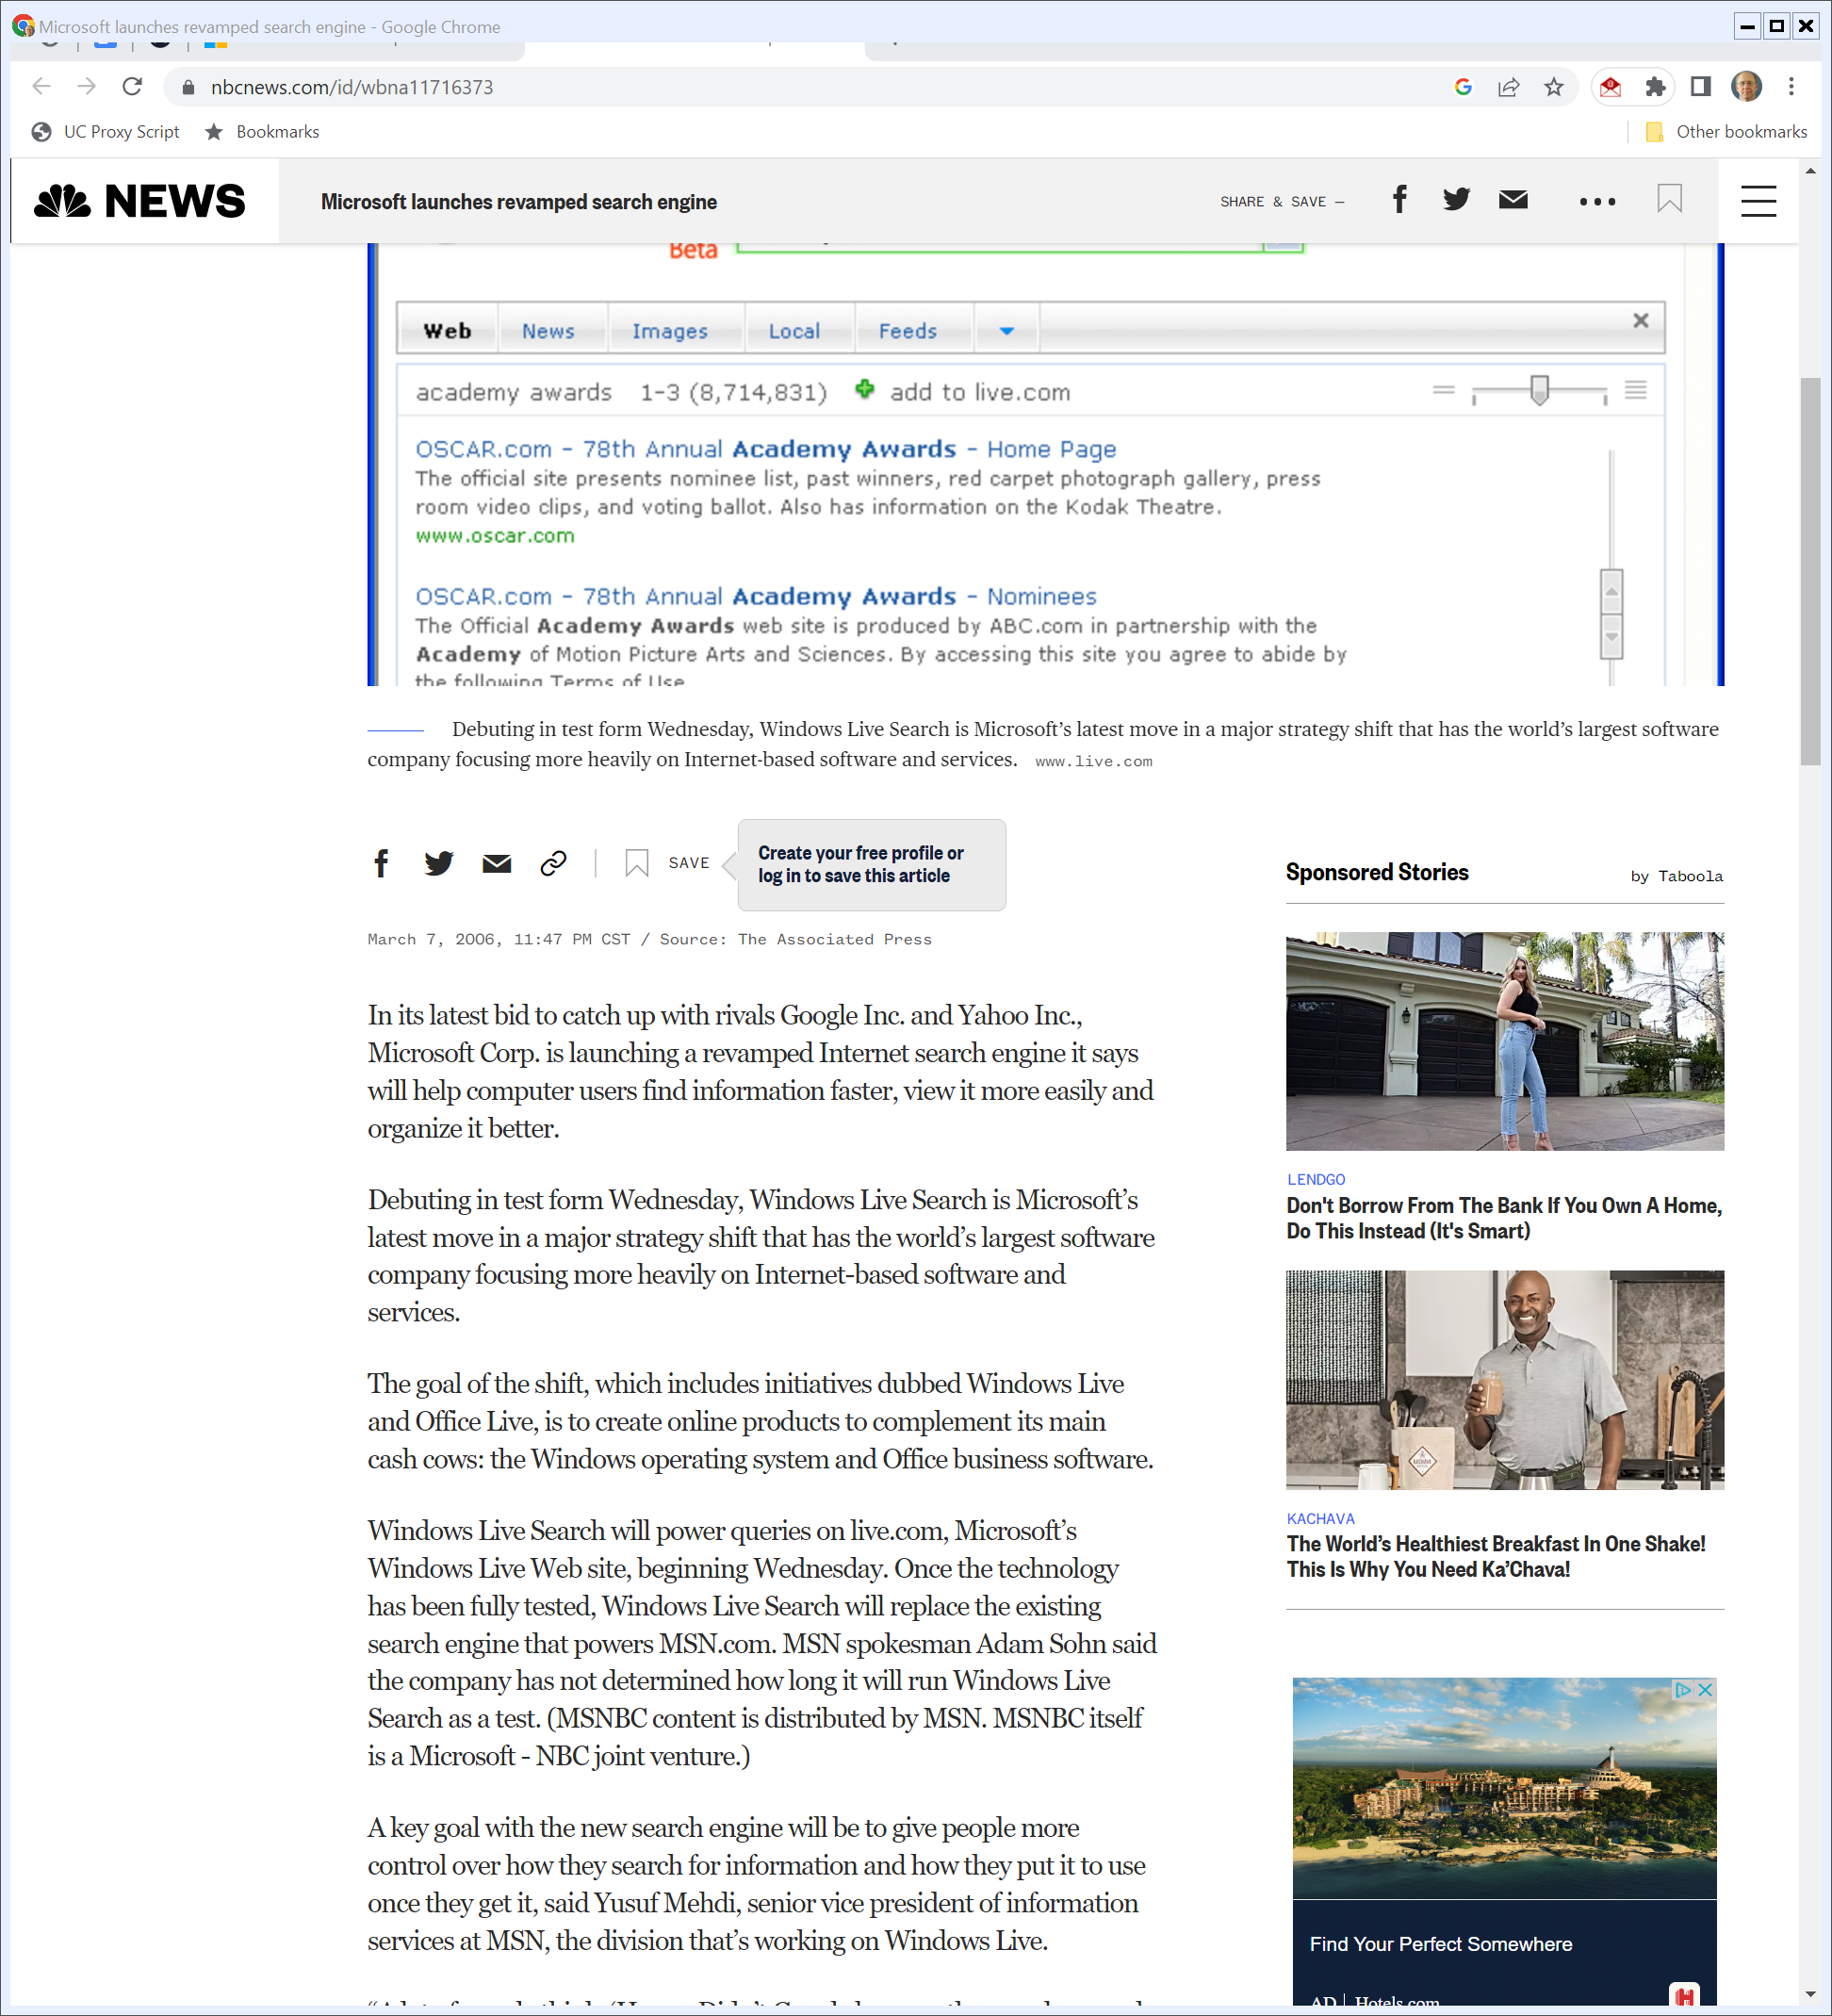 Microsoft launches revamped search engine - Google Chrome
nbcnews.com/id/wbna11716373
UC Proxy Script
Bookmarks
Other bookmarks
NEWS
Microsoft launches revamped search engine
SHARE & SAVE —
Beta
Web
News
Images
Local
Feeds
academy awards 1-3 (8,714,831) add to live.com
OSCAR.com - 78th Annual Academy Awards - Home Page
The official site presents nominee list, past winners, red carpet photograph gallery, press
room video clips, and voting ballot. Also has information on the Kodak Theatre.
www.oscar.com
OSCAR.com - 78th Annual Academy Awards - Nominees
The Official Academy Awards web site is produced by ABC.com in partnership with the
Academy of Motion Picture Arts and Sciences. By accessing this site you agree to abide by
the following Terms of Use
Debuting in test form Wednesday, Windows Live Search is Microsoft’s latest move in a major strategy shift that has the world’s largest software
company focusing more heavily on Internet-based software and services. www.live.com
SAVE
Create your free profile or
log in to save this article
March 7, 2006, 11:47 PM CST / Source: The Associated Press
In its latest bid to catch up with rivals Google Inc. and Yahoo Inc.,
Microsoft Corp. is launching a revamped Internet search engine it says
will help computer users find information faster, view it more easily and
organize it better.
Debuting in test form Wednesday, Windows Live Search is Microsoft’s
latest move in a major strategy shift that has the world’s largest software
company focusing more heavily on Internet-based software and
services.
The goal of the shift, which includes initiatives dubbed Windows Live
and Office Live, is to create online products to complement its main
cash cows: the Windows operating system and Office business software.
Windows Live Search will power queries on live.com, Microsoft’s
Windows Live Web site, beginning Wednesday. Once the technology
has been fully tested, Windows Live Search will replace the existing
search engine that powers MSN.com. MSN spokesman Adam Sohn said
the company has not determined how long it will run Windows Live
Search as a test. (MSNBC content is distributed by MSN. MSNBC itself
is a Microsoft - NBC joint venture.)
A key goal with the new search engine will be to give people more
control over how they search for information and how they put it to use
once they get it, said Yusuf Mehdi, senior vice president of information
services at MSN, the division that’s working on Windows Live.
Sponsored Stories
by Taboola
LENDGO
Don't Borrow From The Bank If You Own A Home,
Do This Instead (It's Smart)
KACHAVA
The World’s Healthiest Breakfast In One Shake!
This Is Why You Need Ka’Chava!
Find Your Perfect Somewhere
AD Hotels.com